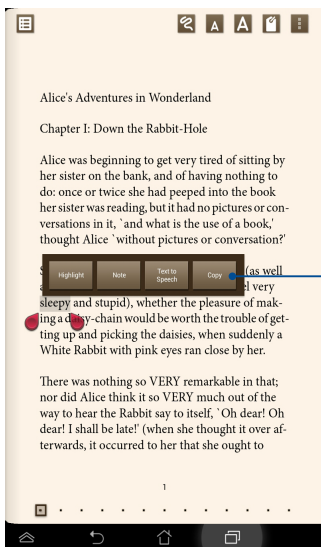 A A
Alice's Adventures in Wonderland
Chapter I: Down the Rabbit-Hole
Alice was beginning to get very tired of sitting by
her sister on the bank, and of having nothing to
do: once or twice she had peeped into the book
her sister was reading, but it had no pictures or con-
versations in it, `and what is the use of a book,'
thought Alice `without pictures or conversation?'
(as well
Highlight Note Text to Speech Copy
very
sleepy and stupid), whether the pleasure of mak-
ing a daisy-chain would be worth the trouble of get-
ting up and picking the daisies, when suddenly a
White Rabbit with pink eyes ran close by her.
There was nothing so VERY remarkable in that;
nor did Alice think it so VERY much out of the
way to hear the Rabbit say to itself, `Oh dear! Oh
dear! I shall be late!' (when she thought it over af-
terwards, it occurred to her that she ought to
1